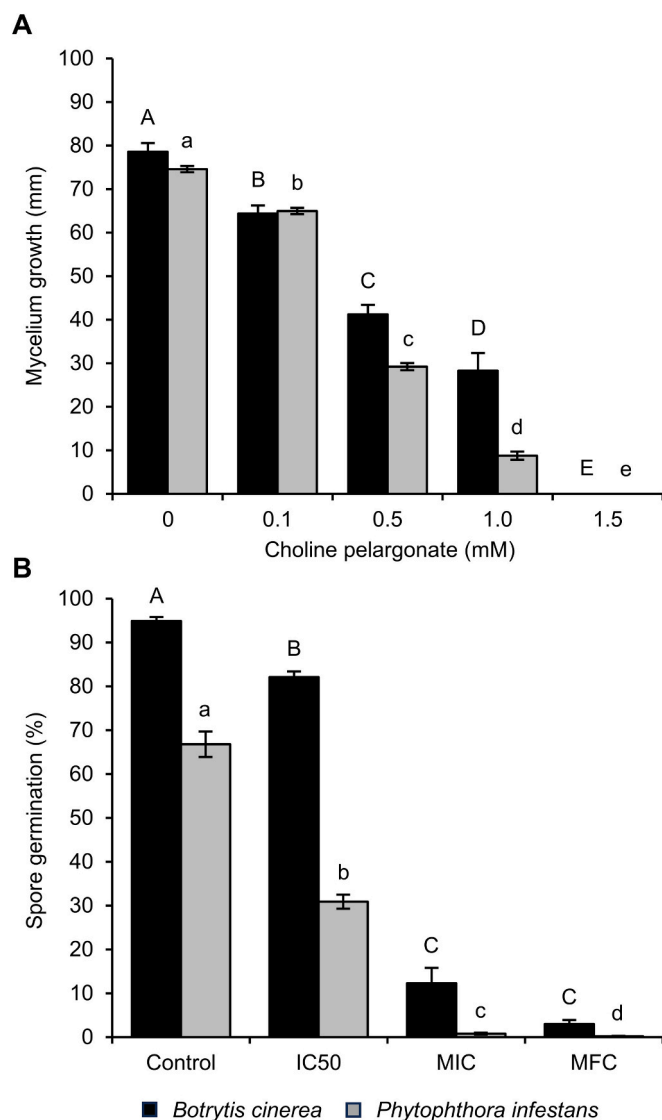 A
100
90
80
70
60
50
40
30
20
10
0
Mycelium growth (mm)
A
a
B
b
C
c
D
d
E
e
0 0.1 0.5 1.0 1.5
Choline pelargonate (mM)
B
100
90
80
70
60
50
40
30
20
10
0
Spore germination (%)
A
a
B
b
C
c
C
d
Control IC50 MIC MFC
Botrytis cinerea Phytophthora infestans